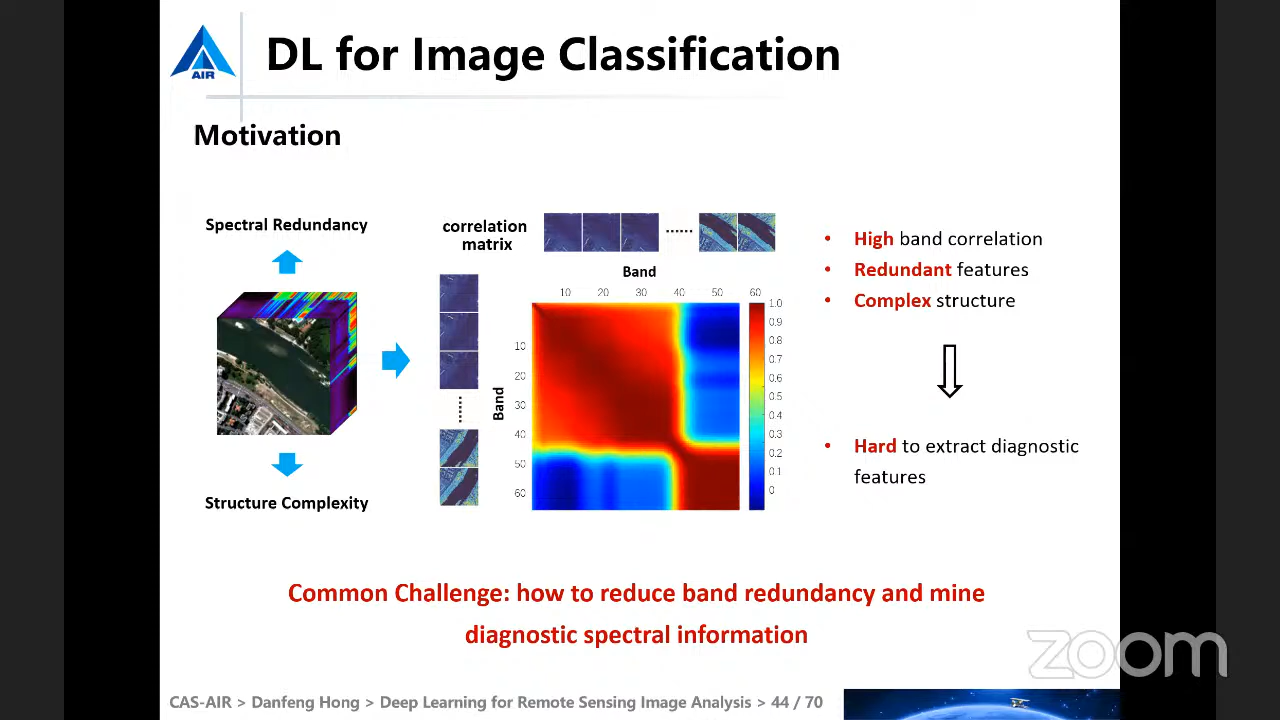 AIR
DL for Image Classification
Motivation
Spectral Redundancy
Structure Complexity
correlation
matrix
......
Band
10 20 30 40 50 60
Band
10
20
30
40
50
60
......
1.0
0.9
0.8
0.7
0.6
0.5
0.4
0.3
0.2
0.1
0
• High band correlation
• Redundant features
• Complex structure
• Hard to extract diagnostic
features
Common Challenge: how to reduce band redundancy and mine
diagnostic spectral information
zoom
CAS-AIR > Danfeng Hong > Deep Learning for Remote Sensing Image Analysis > 44 / 70